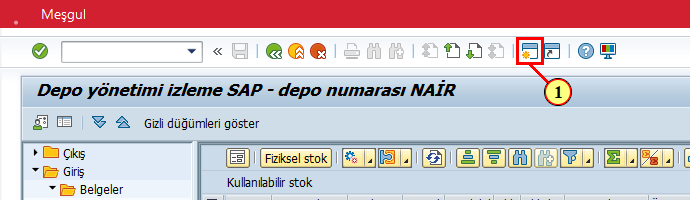 Meşgul
1
Depo yönetimi izleme SAP - depo numarası NAİR
Gizli düğümleri göster
Çıkış
Giriş
Belgeler
Fiziksel stok
Kullanılabilir stok